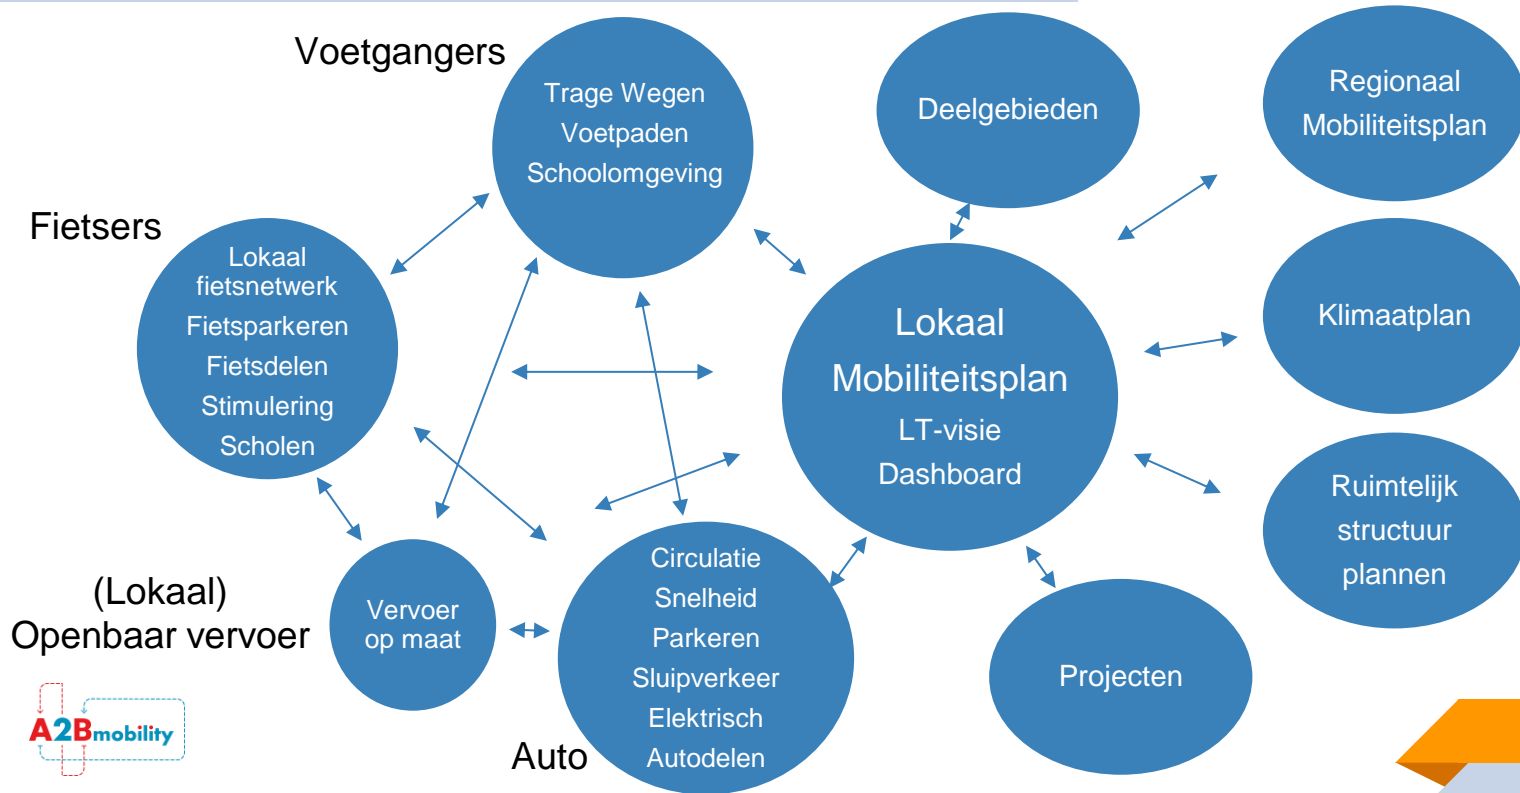 Voetgangers
Trage Wegen
Voetpaden
Schoolomgeving
Deelgebieden
Regionaal
Mobiliteitsplan
Fietsers
Lokaal
fietsnetwerk
Fietsparkeren
Fietsdelen
Stimulering
Scholen
Lokaal
Mobiliteitsplan
LT-visie
Dashboard
Klimaatplan
Ruimtelijk
structuur
plannen
(Lokaal)
Openbaar vervoer
Vervoer
op maat
Circulatie
Snelheid
Parkeren
Sluipverkeer
Elektrisch
Autodelen
Auto
Projecten
A2Bmobility